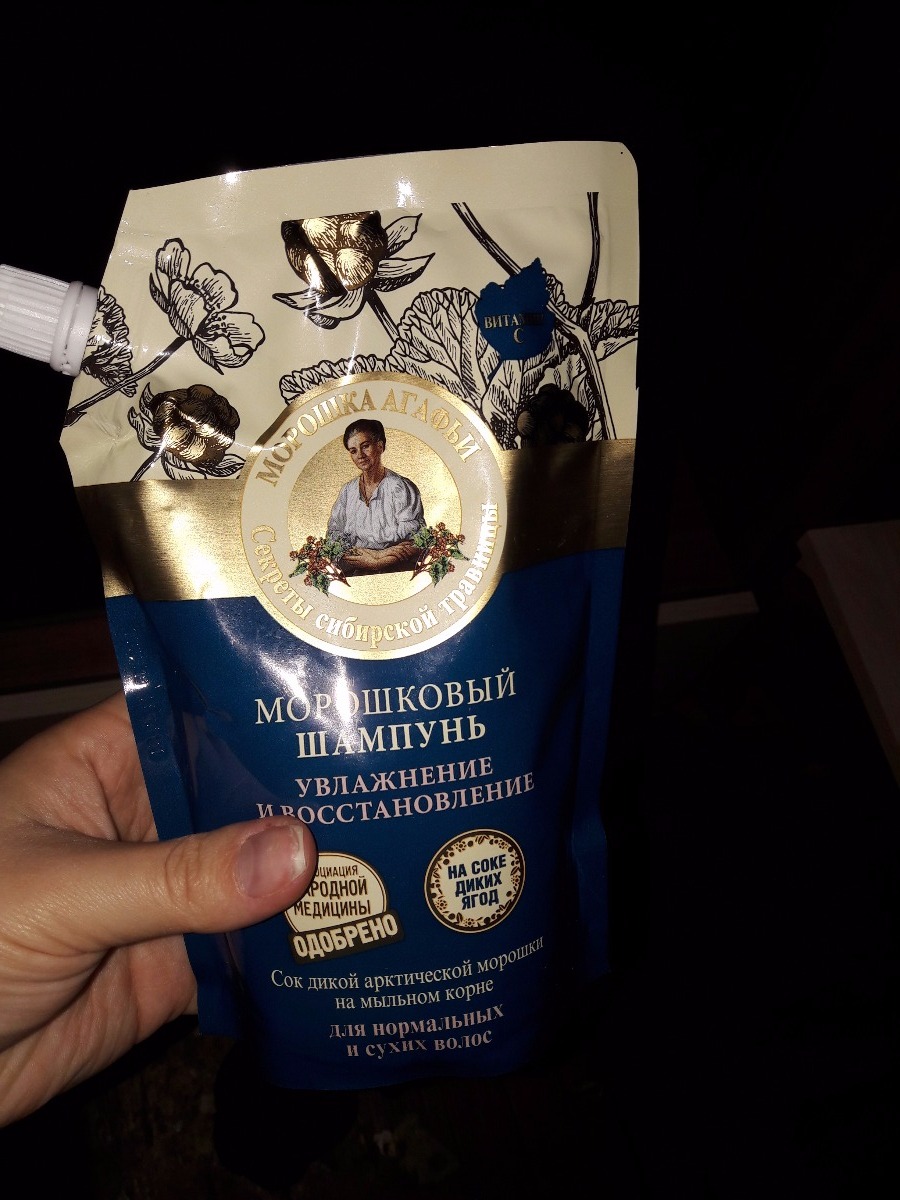 ВИТАМИН
С
МОРОШКА АГАФЬИ
Секреты сибирской травницы
МОРОШКОВЫЙ
ШАМПУНЬ
УВЛАЖНЕНИЕ
И ВОССТАНОВЛЕНИЕ
НАРОДНОЙ
МЕДИЦИНЫ
ОДОБРЕНО
НА СОКЕ
ДИКИХ
ЯГОД
Сок дикой арктической морошки
на мыльном корне
для нормальных
и сухих волос